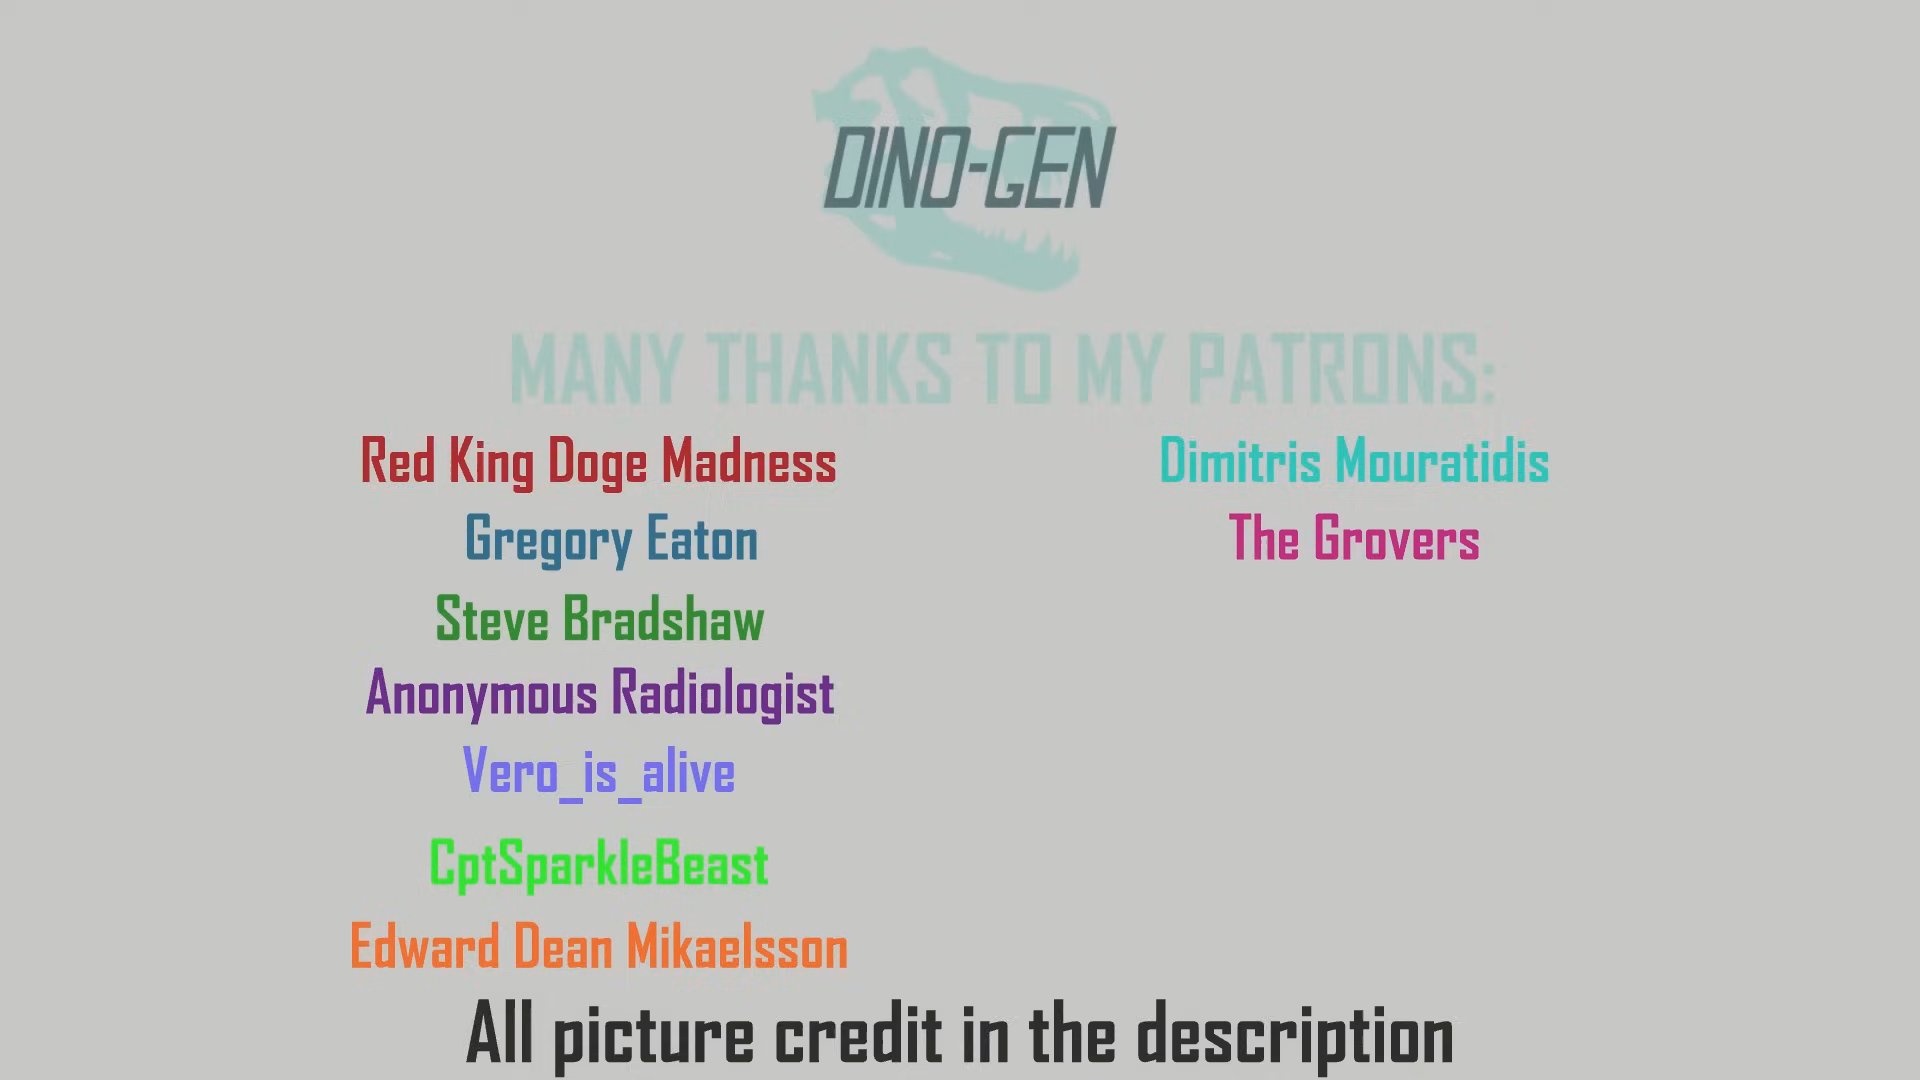 DINO-GEN
MANY THANKS TO MY PATRONS:
Red King Doge Madness
Gregory Eaton
Steve Bradshaw
Anonymous Radiologist
Vero_is_alive
CptSparkleBeast
Edward Dean Mikaelsson
Dimitris Mouratidis
The Grovers
All picture credit in the description